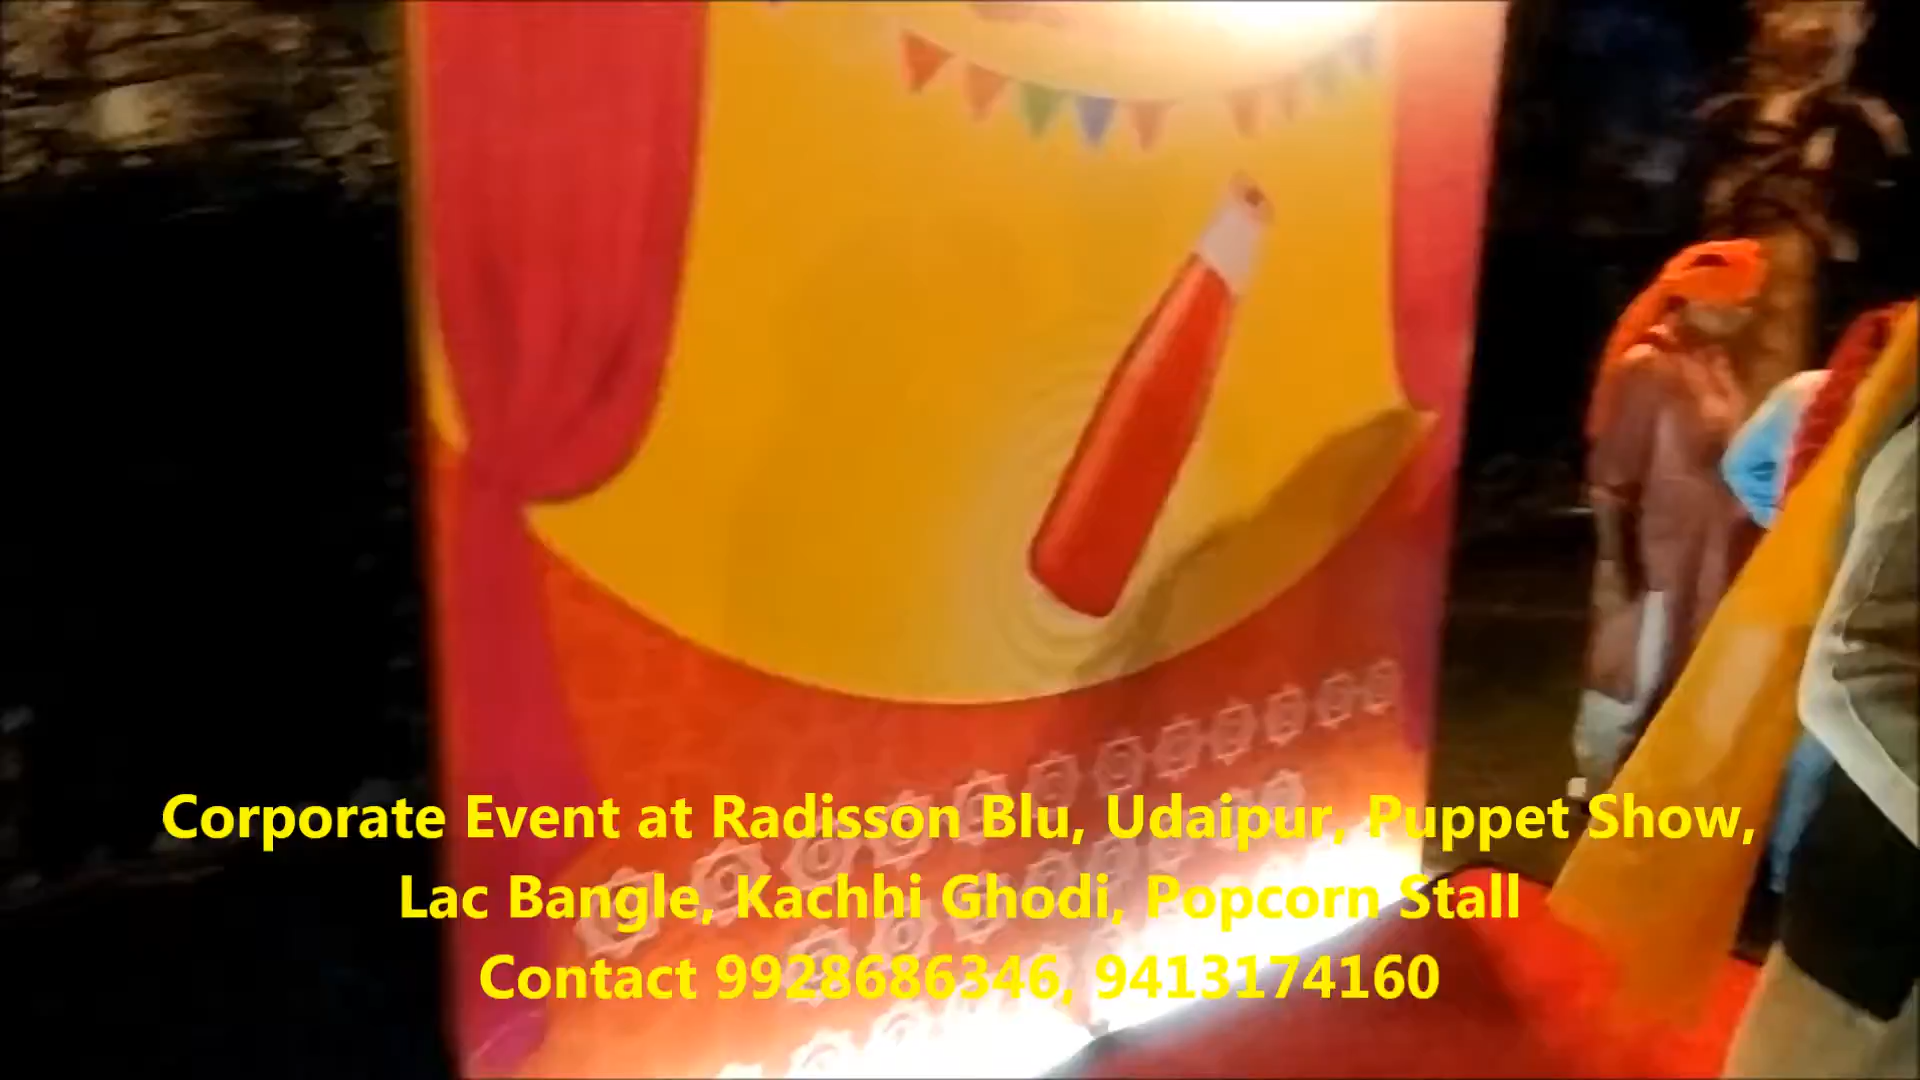 Corporate Event at Radisson Blu, Udaipur, Puppet Show,
Lac Bangle, Kachhi Ghodi, Popcorn Stall
Contact 9928686346, 9413174160